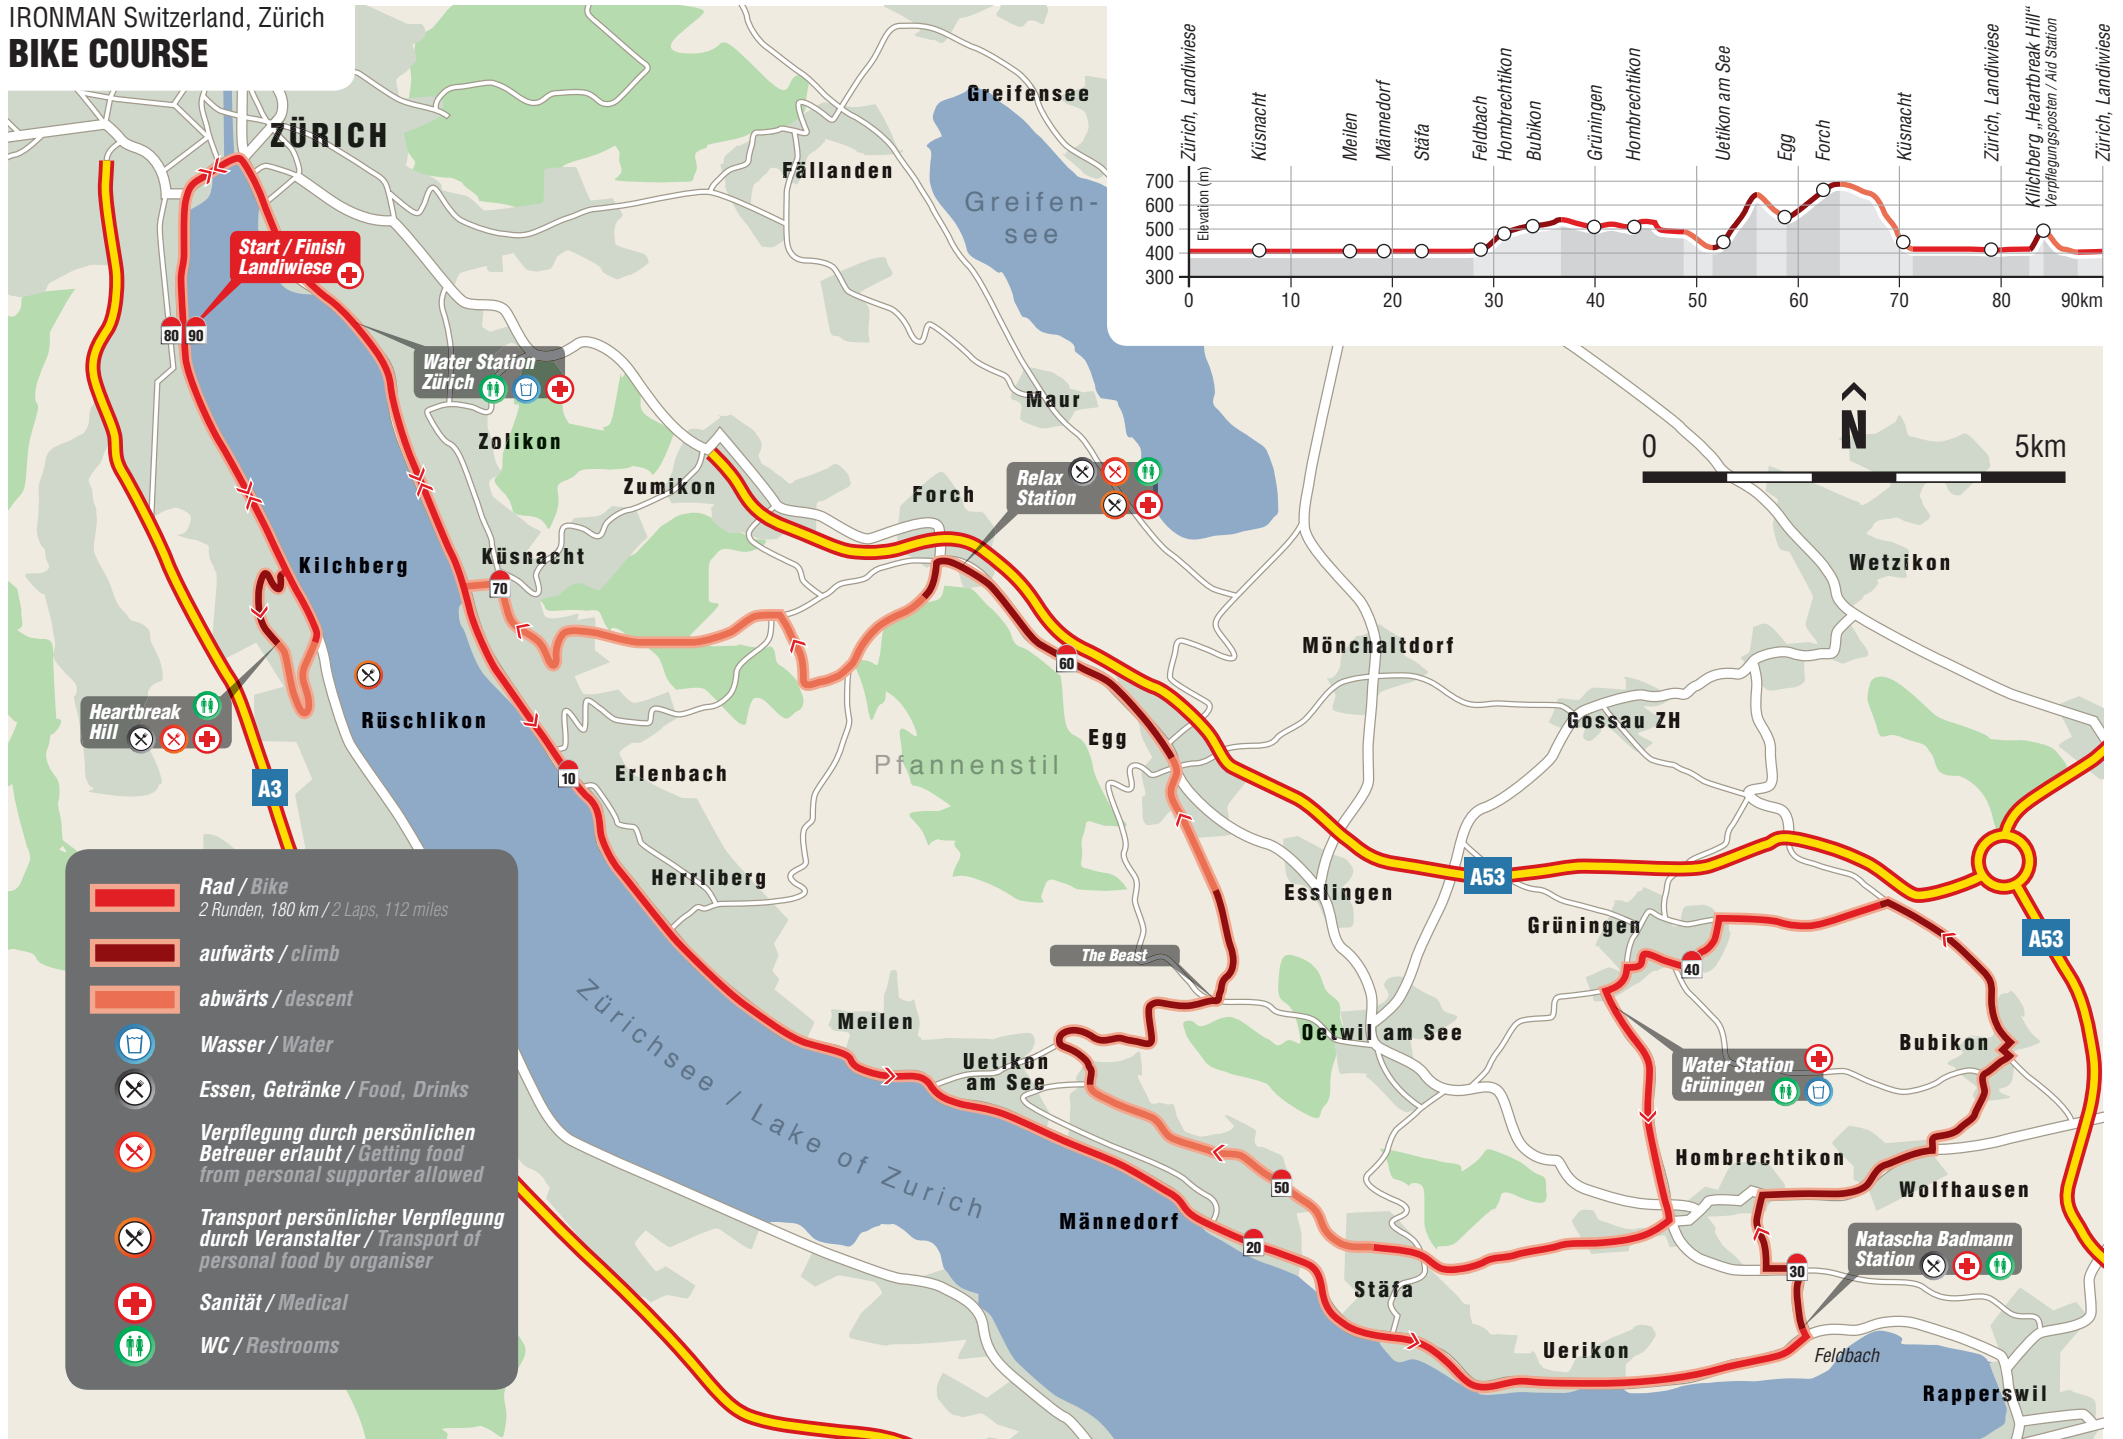 IRONMAN Switzerland, Zürich
BIKE COURSE
Zürich, Landiwiese
Küsnacht
Meilen
Männedorf
Stäfa
Feldbach
Hombrechtikon
Bubikon
Grüningen
Hombrechtikon
Uetikon am See
Egg
Forch
Küsnacht
Zürich, Landiwiese
Kilchberg „Heartbreak Hill“
Verpflegungsposten / Aid Station
Zürich, Landiwiese
Elevation (m)
700
600
500
400
300
0
10
20
30
40
50
60
70
80
90km
ZÜRICH
Greifensee
Fällanden
Greifen-
see
Start / Finish
Landiwiese
80
90
Water Station
Zürich
Maur
Zolikon
Zumikon
Forch
Relax
Station
0
N
5km
Kilchberg
Küsnacht
70
Wetzikon
60
Mönchaltdorf
Heartbreak
Hill
Rüschlikon
Egg
Gossau ZH
A3
10
Erlenbach
Pfannenstil
Herrliberg
Esslingen
A53
Grüningen
A53
The Beast
40
Zürichsee / Lake of Zurich
Meilen
Uetikon
am See
Oetwil am See
Bubikon
Water Station
Grüningen
Hombrechtikon
50
Wolfhausen
Männedorf
20
Natascha Badmann
Station
30
Stäfa
Uerikon
Feldbach
Rapperswil
Rad / Bike
2 Runden, 180 km / 2 Laps, 112 miles
aufwärts / climb
abwärts / descent
Wasser / Water
Essen, Getränke / Food, Drinks
Verpflegung durch persönlichen
Betreuer erlaubt / Getting food
from personal supporter allowed
Transport persönlicher Verpflegung
durch Veranstalter / Transport of
personal food by organiser
Sanität / Medical
WC / Restrooms